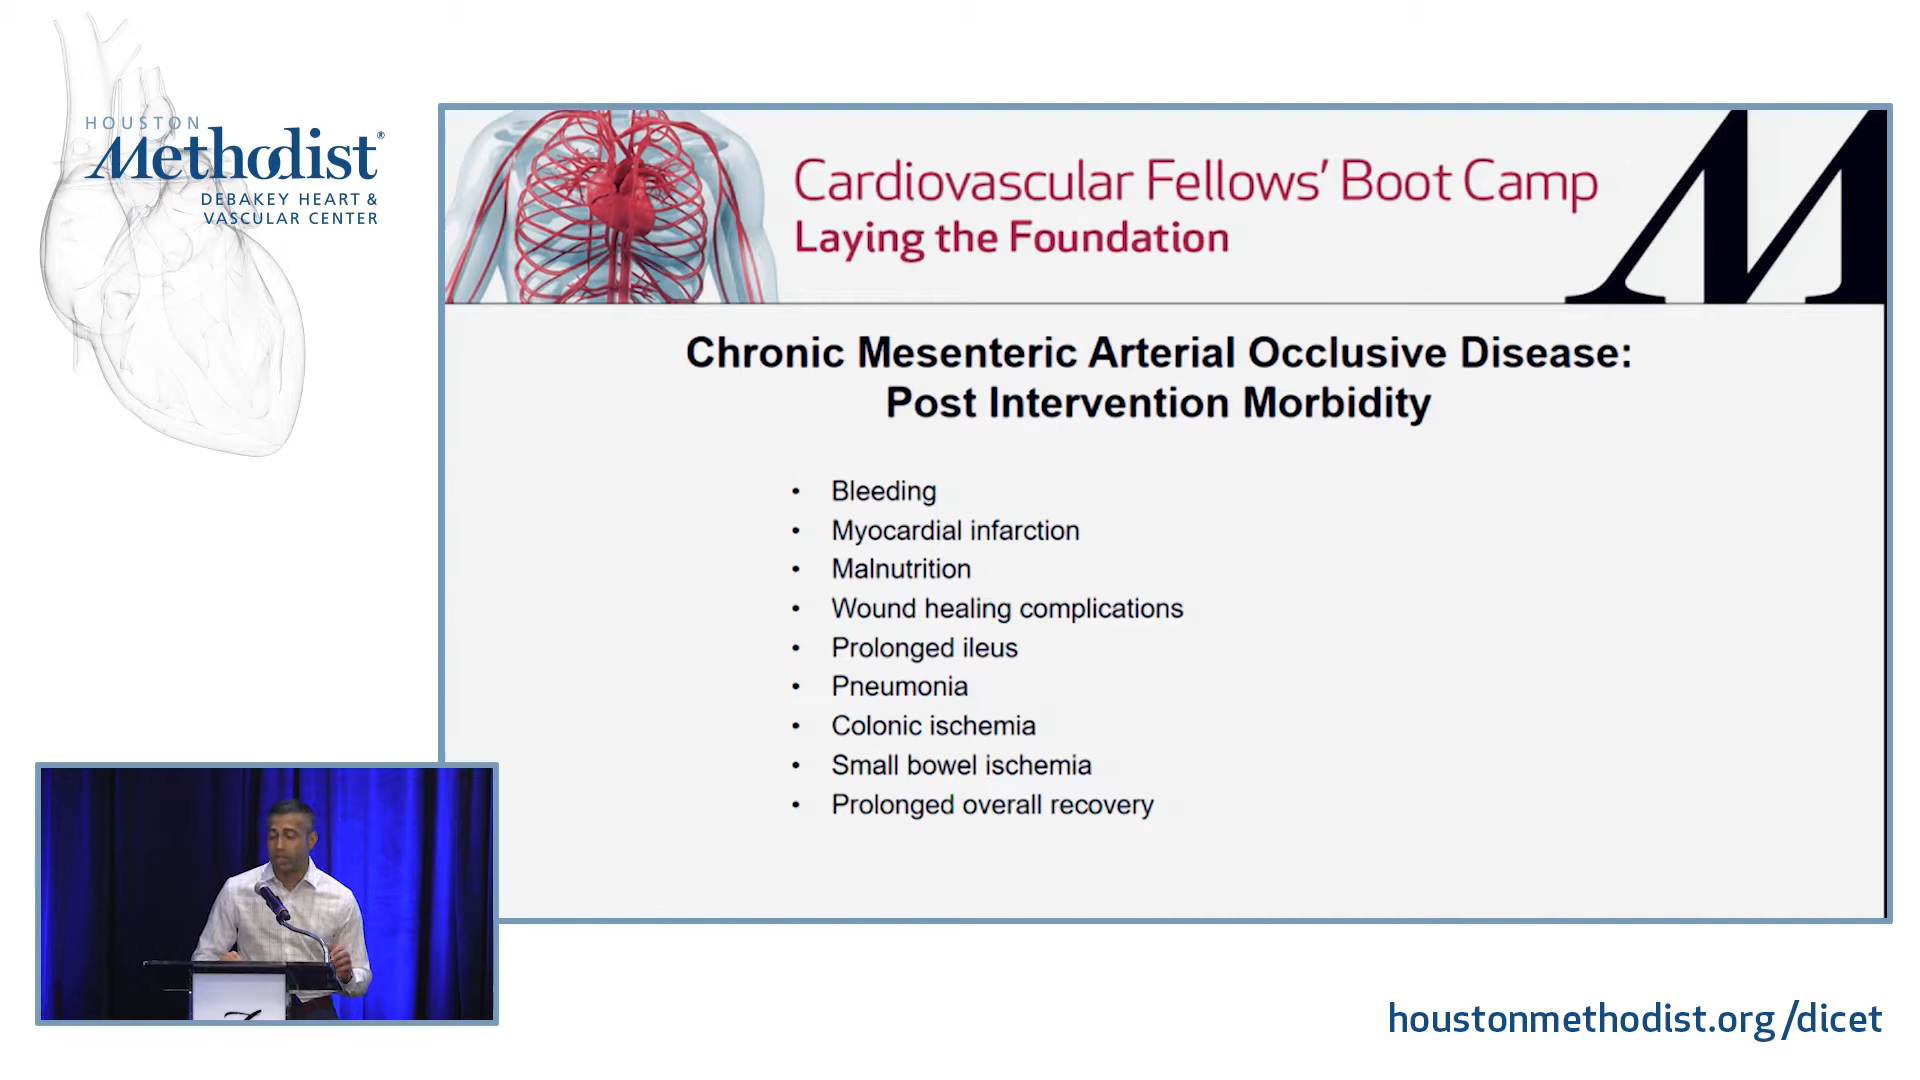 HOUSTON
Methodist®
DEBAKEY HEART &
VASCULAR CENTER
Cardiovascular Fellows' Boot Camp
Laying the Foundation
M
Chronic Mesenteric Arterial Occlusive Disease:
Post Intervention Morbidity
• Bleeding
• Myocardial infarction
• Malnutrition
• Wound healing complications
• Prolonged ileus
• Pneumonia
• Colonic ischemia
• Small bowel ischemia
• Prolonged overall recovery
houstonmethodist.org/dicet